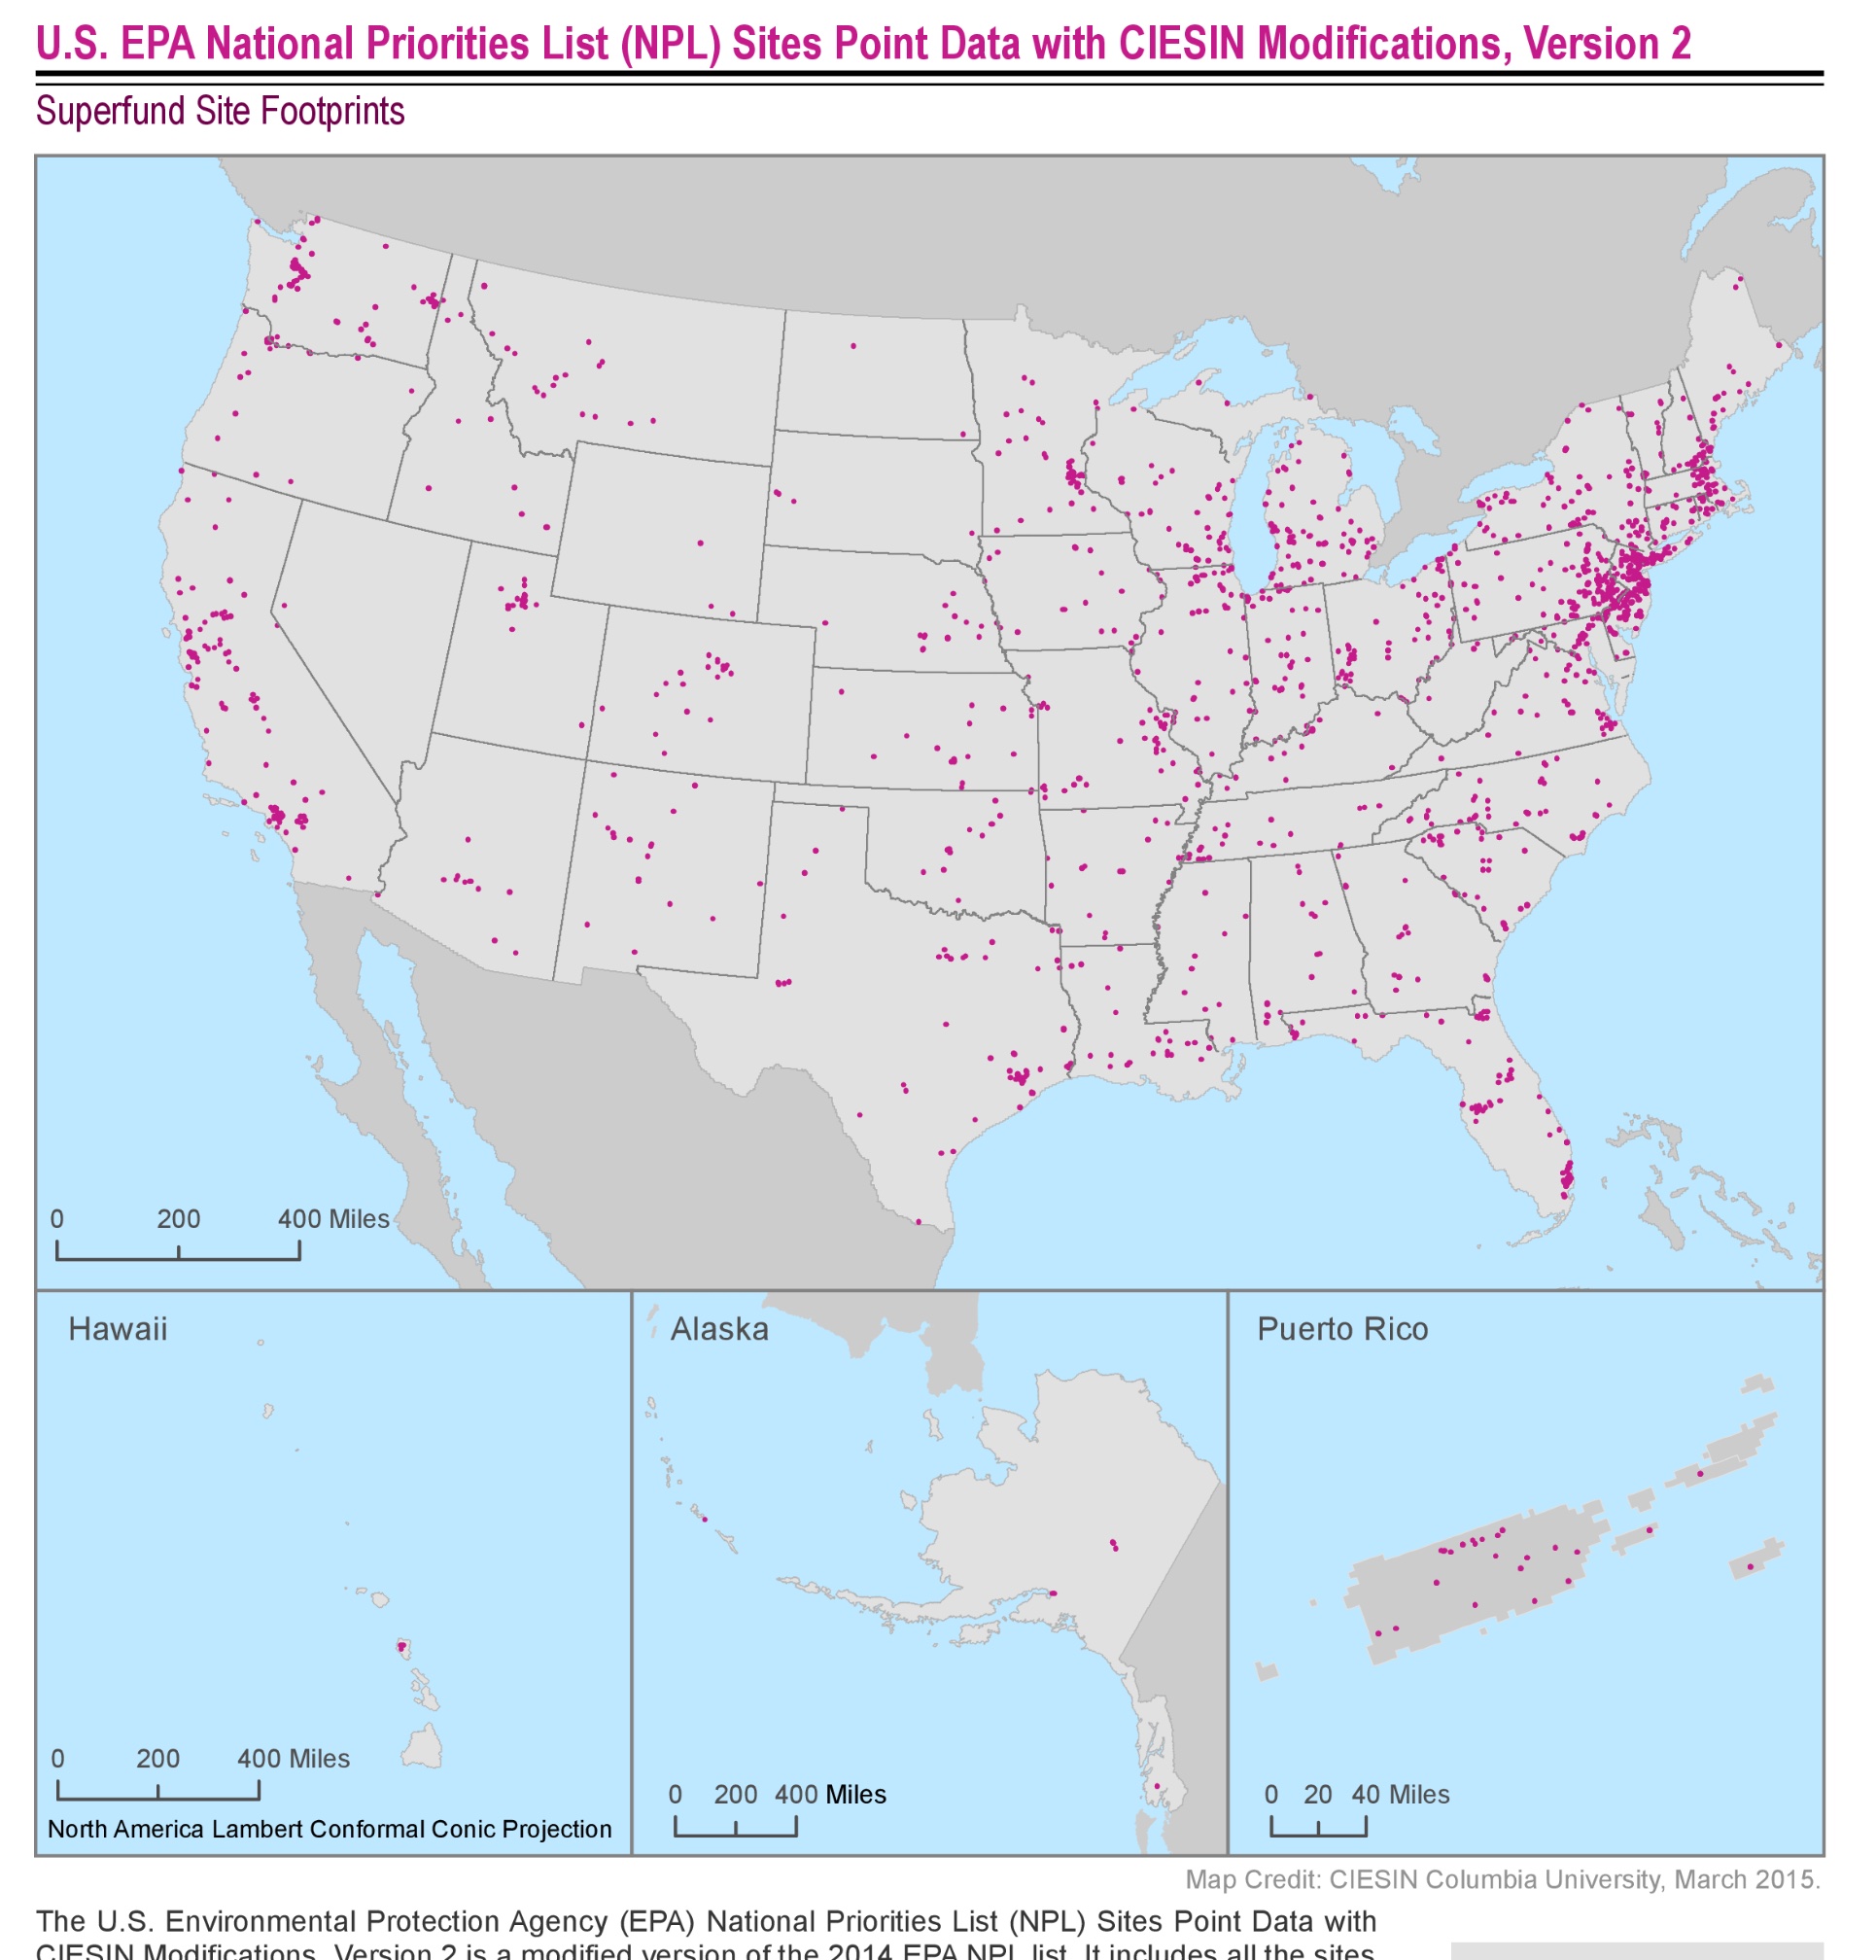 U.S. EPA National Priorities List (NPL) Sites Point Data with CIESIN Modifications, Version 2
Superfund Site Footprints
0 200 400 Miles
Hawaii
Alaska
Puerto Rico
0 200 400 Miles
North America Lambert Conformal Conic Projection
0 200 400 Miles
0 20 40 Miles
Map Credit: CIESIN Columbia University, March 2015.
The U.S. Environmental Protection Agency (EPA) National Priorities List (NPL) Sites Point Data with
CIESIN Modifications, Version 2 is a modified version of the 2014 EPA NPL list. It includes all the sites